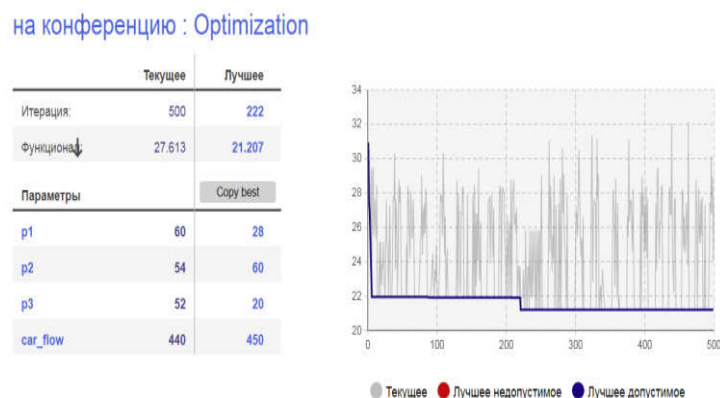 на конференцию : Optimization
Текущее Лучшее
Итерация: 500 222
Функционал: 27.613 21.207
Параметры Copy best
p1 60 28
p2 54 60
p3 52 20
car_flow 440 450
34
32
30
28
26
24
22
20
0 100 200 300 400 500
Текущее Лучшее недопустимое Лучшее допустимое